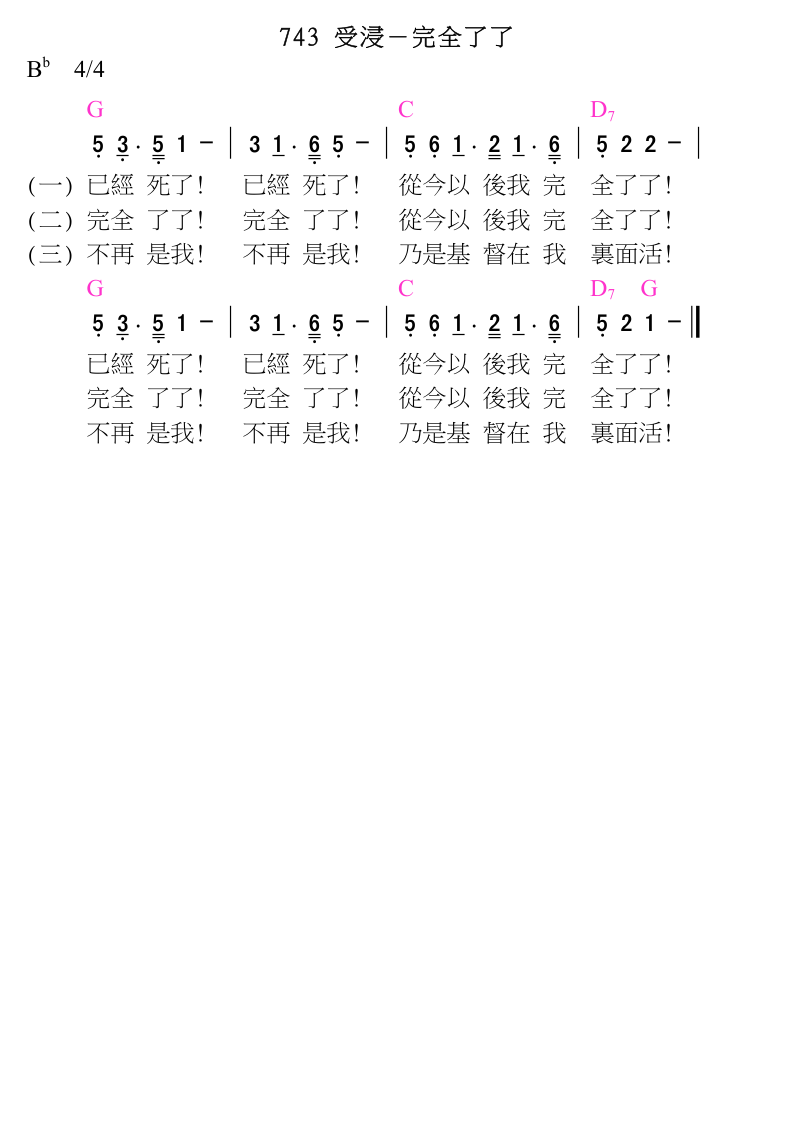 743 受浸－完全了了
Bb 4/4
G C D7
5 3 · 5 1 － | 3 1 · 6 5 － | 5 6 1 · 2 1 · 6 | 5 2 2 － |
(一) 已經 死了! 已經 死了! 從今以 後我 完 全了了!
(二) 完全 了了! 完全 了了! 從今以 後我 完 全了了!
(三) 不再 是我! 不再 是我! 乃是基 督在 我 裏面活!
G C D7 G
5 3 · 5 1 － | 3 1 · 6 5 － | 5 6 1 · 2 1 · 6 | 5 2 1 － ‖
已經 死了! 已經 死了! 從今以 後我 完 全了了!
完全 了了! 完全 了了! 從今以 後我 完 全了了!
不再 是我! 不再 是我! 乃是基 督在 我 裏面活!